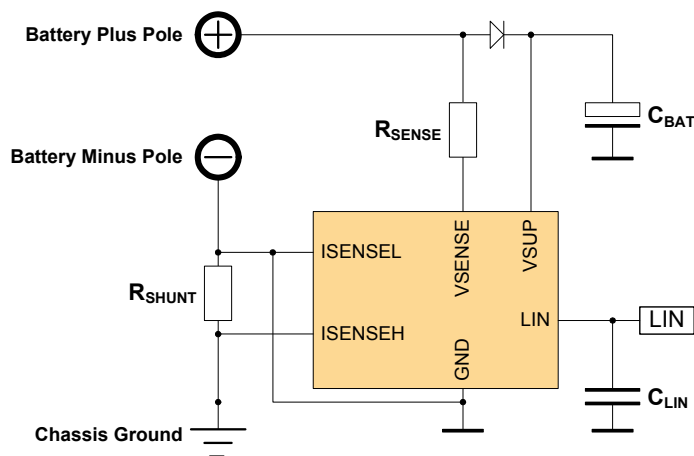 Battery Plus Pole
Battery Minus Pole
RSENSE
CBAT
VSENSE
VSUP
ISENSEL
RSHUNT
ISENSEH
LIN
LIN
GND
CLIN
Chassis Ground